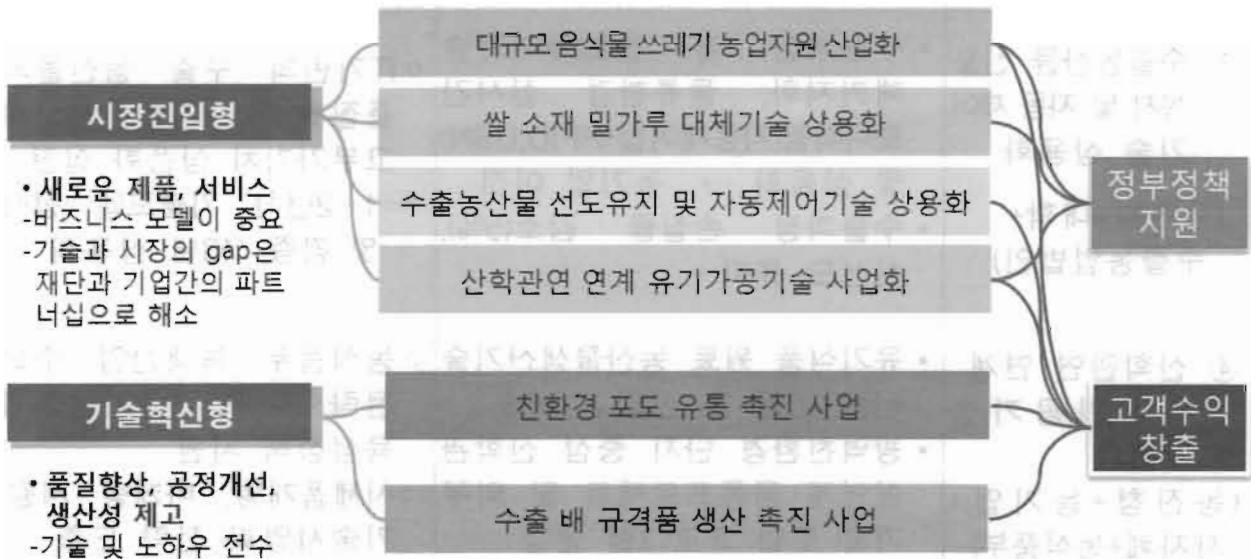 시장진입형
• 새로운 제품, 서비스
-비즈니스 모델이 중요
-기술과 시장의 gap은
재단과 기업간의 파트
너십으로 해소
기술혁신형
• 품질향상, 공정개선,
생산성 제고
-기술 및 노하우 전수
대규모 음식물 쓰레기 농업자원 산업화
쌀 소재 밀가루 대체기술 상용화
수출농산물 선도유지 및 자동제어기술 상용화
산학관연 연계 유기가공기술 사업화
친환경 포도 유통 촉진 사업
수출 배 규격품 생산 촉진 사업
정부정책
지원
고객수익
창출